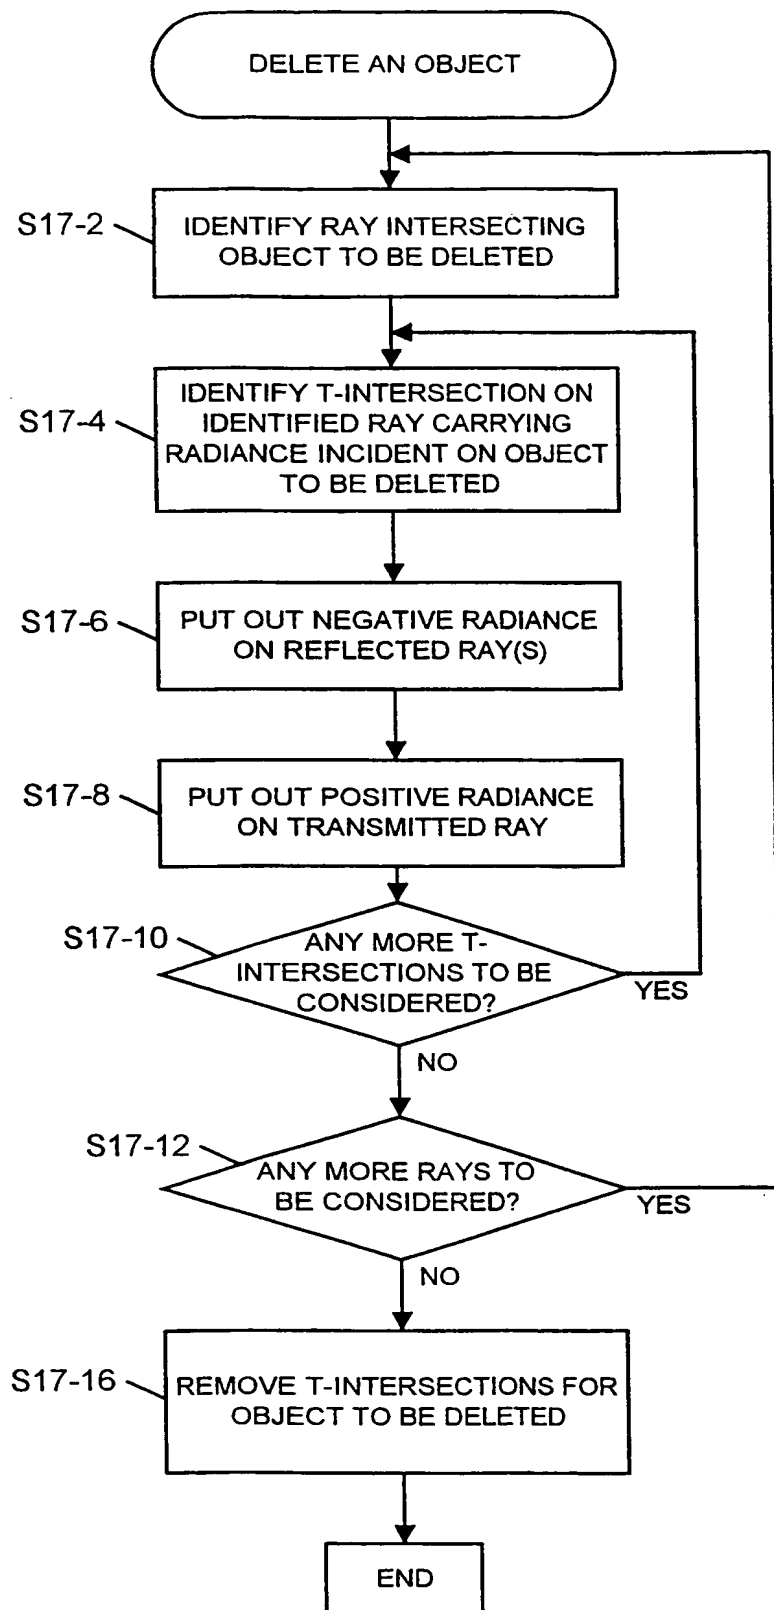 DELETE AN OBJECT
S17-2
IDENTIFY RAY INTERSECTING
OBJECT TO BE DELETED
S17-4
IDENTIFY T-INTERSECTION ON
IDENTIFIED RAY CARRYING
RADIANCE INCIDENT ON OBJECT
TO BE DELETED
S17-6
PUT OUT NEGATIVE RADIANCE
ON REFLECTED RAY(S)
S17-8
PUT OUT POSITIVE RADIANCE
ON TRANSMITTED RAY
S17-10
ANY MORE T-
INTERSECTIONS TO BE
CONSIDERED?
YES
NO
S17-12
ANY MORE RAYS TO
BE CONSIDERED?
YES
NO
S17-16
REMOVE T-INTERSECTIONS FOR
OBJECT TO BE DELETED
END